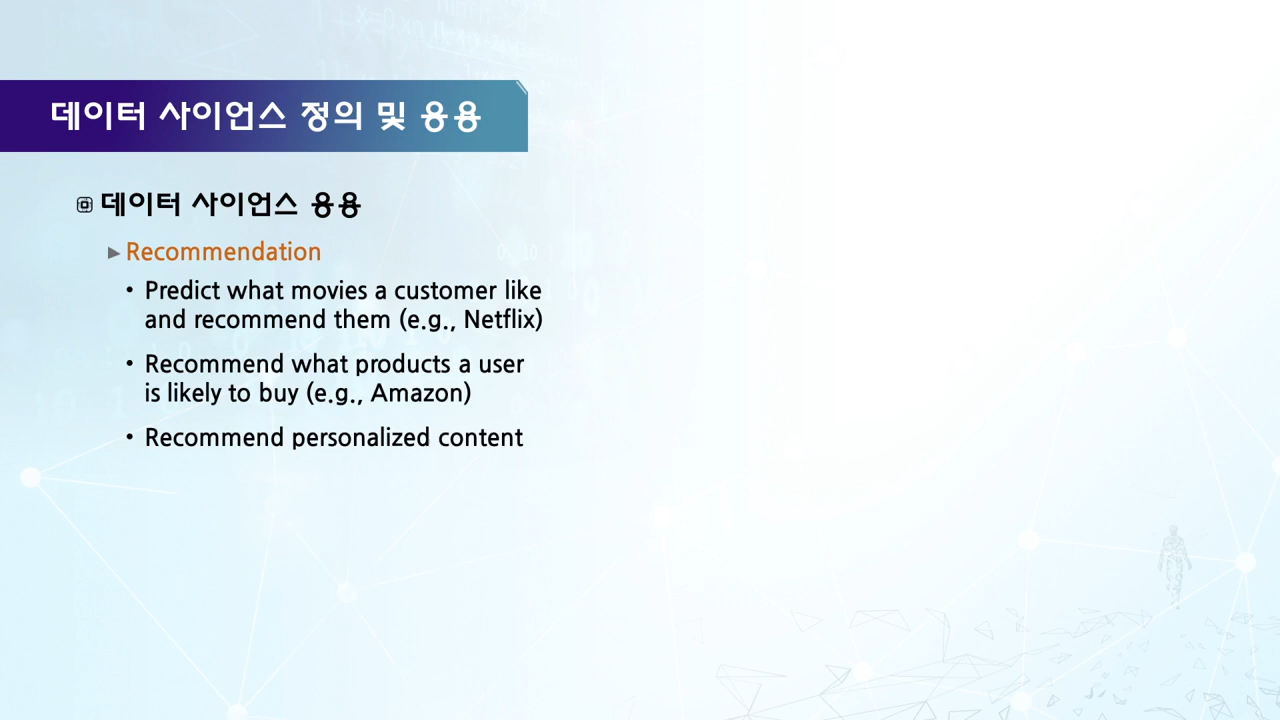 데이터 사이언스 정의 및 응용
데이터 사이언스 응용
▶ Recommendation
• Predict what movies a customer like
and recommend them (e.g., Netflix)
• Recommend what products a user
is likely to buy (e.g., Amazon)
• Recommend personalized content